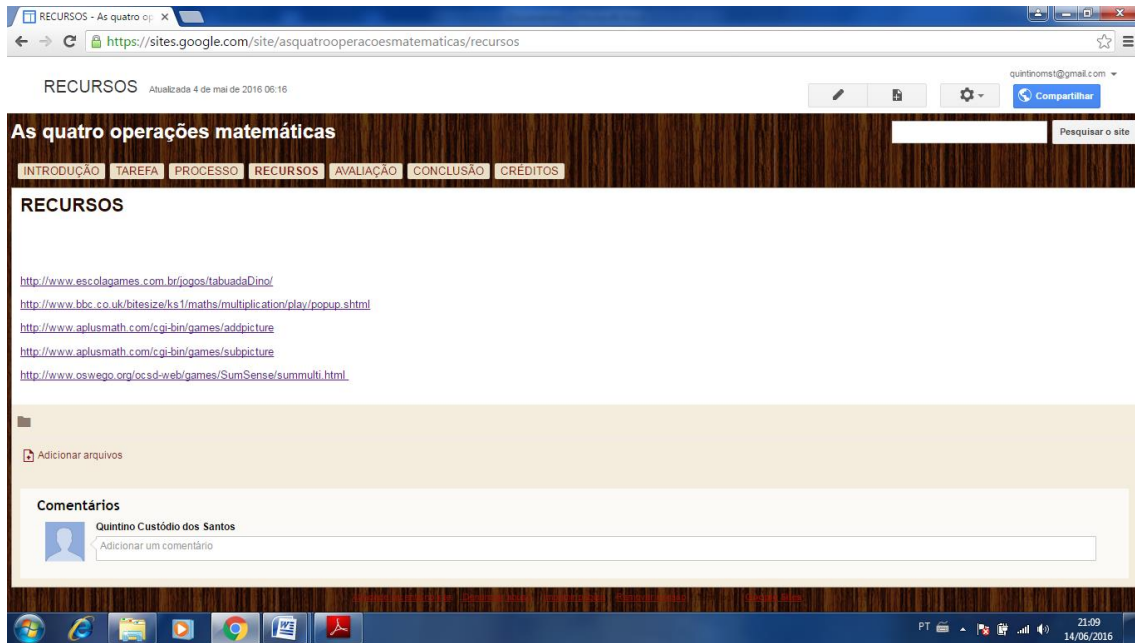 RECURSOS - As quatro op
https://sites.google.com/site/asquatrooperacoesmatematicas/recursos
quintinomst@gmail.com
RECURSOS Atualizada 4 de mai de 2016 06:16
Compartilhar
As quatro operações matemáticas
Pesquisar o site
INTRODUÇÃO TAREFA PROCESSO RECURSOS AVALIAÇÃO CONCLUSÃO CRÉDITOS
RECURSOS
http://www.escolagames.com.br/jogos/tabuadaDino/
http://www.bbc.co.uk/bitesize/ks1/maths/multiplication/play/popup.shtml
http://www.aplusmath.com/cgi-bin/games/addpicture
http://www.aplusmath.com/cgi-bin/games/subpicture
http://www.oswego.org/ocsd-web/games/SumSense/summulti.html
Adicionar arquivos
Comentários
Quintino Custódio dos Santos
Adicionar um comentário
PT
21:09
14/06/2016